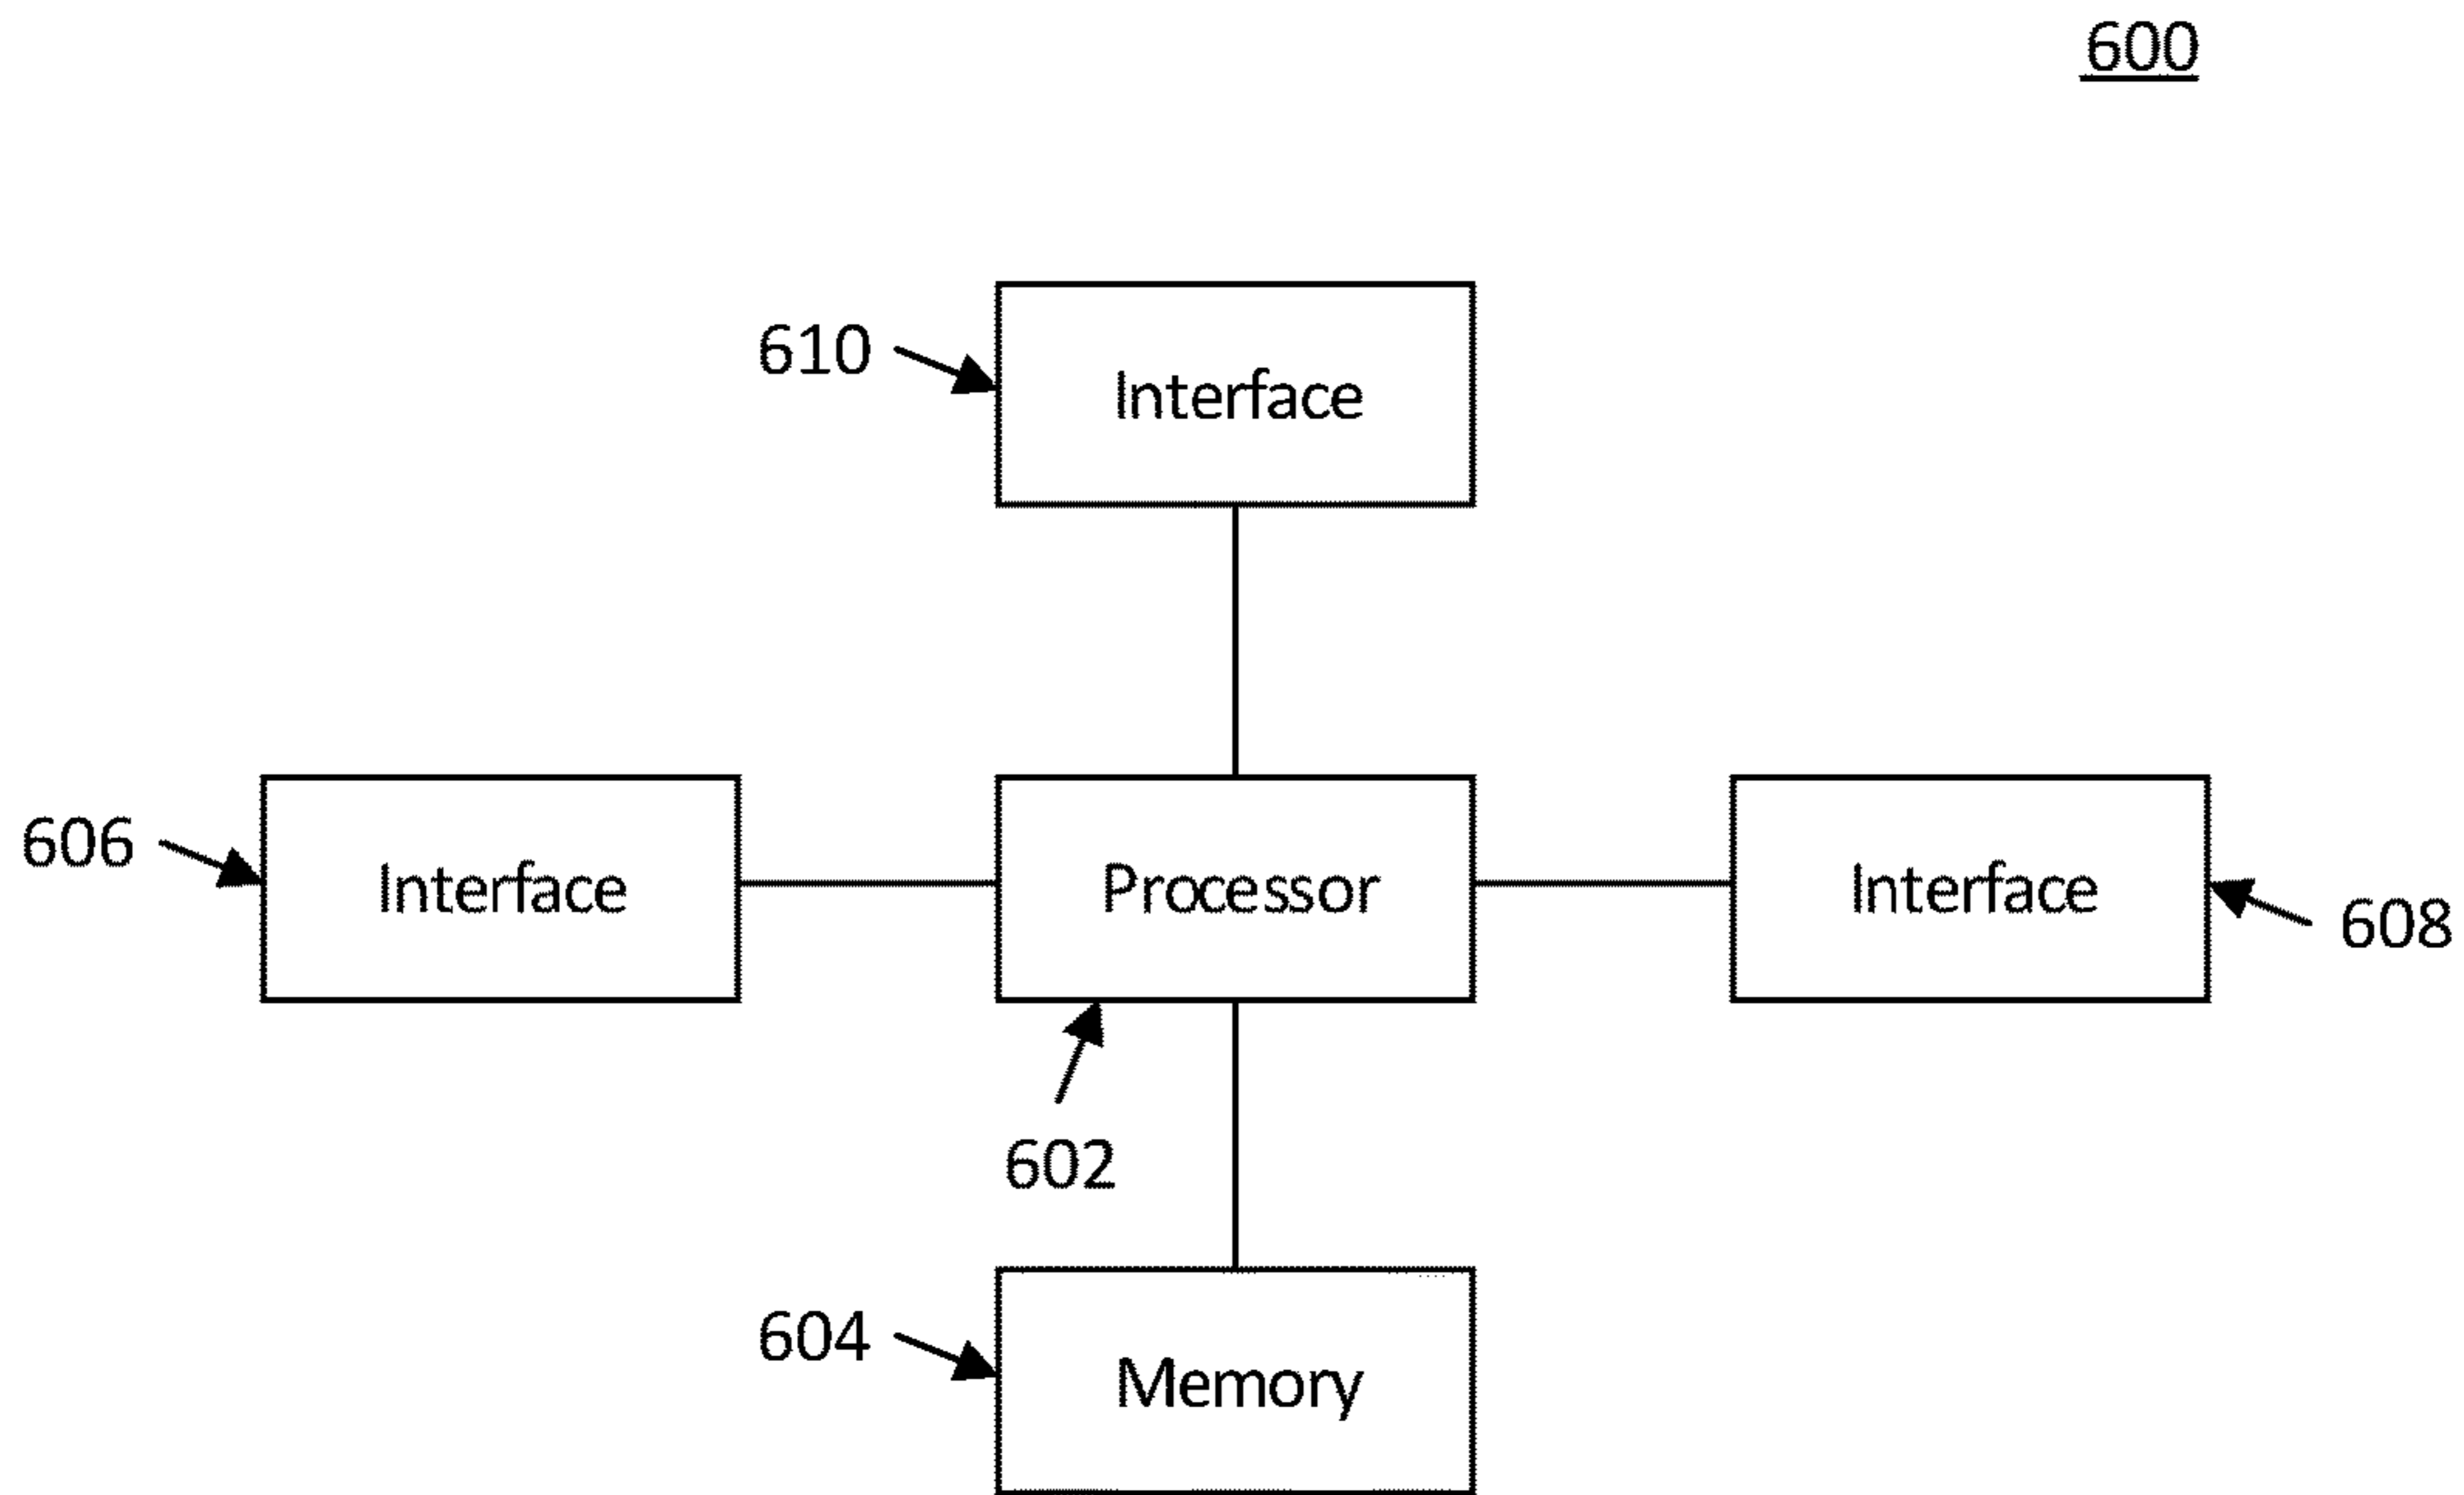 600
610
Interface
606
Interface
Processor
Interface
608
602
604
Memory